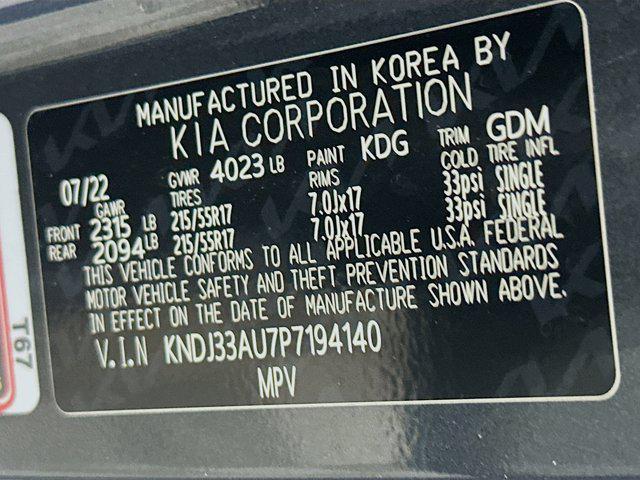 MANUFACTURED IN KOREA BY
KIA CORPORATION
07/22 GVWR 4023 LB PAINT KDG TRIM GDM
GAWR TIRES RIMS COLD TIRE INFL
FRONT 2315 LB 215/55R17 7.0Jx17 33psi SINGLE
REAR 2094 LB 215/55R17 7.0Jx17 33psi SINGLE
THIS VEHICLE CONFORMS TO ALL APPLICABLE U.S.A. FEDERAL
MOTOR VEHICLE SAFETY AND THEFT PREVENTION STANDARDS
IN EFFECT ON THE DATE OF MANUFACTURE SHOWN ABOVE.
V.I.N KNDJ33AU7P7194140
MPV
T67